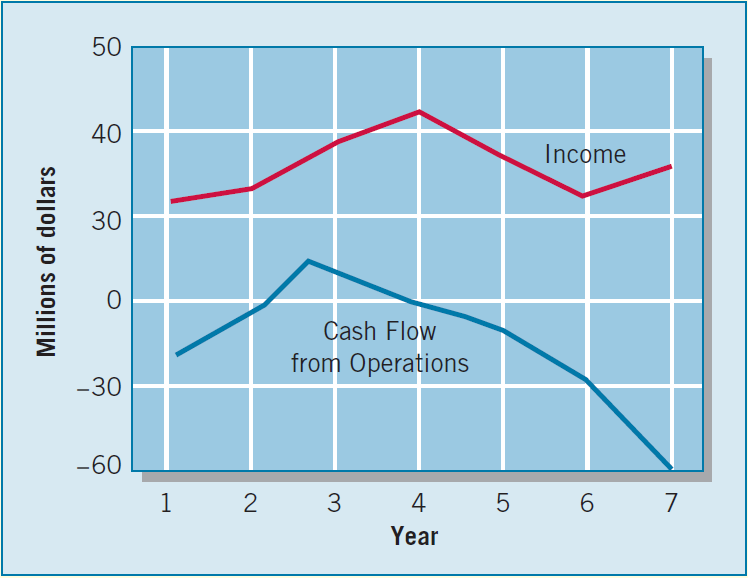 50
40
30
0
–30
–60
Millions of dollars
Income
Cash Flow
from Operations
1 2 3 4 5 6 7
Year